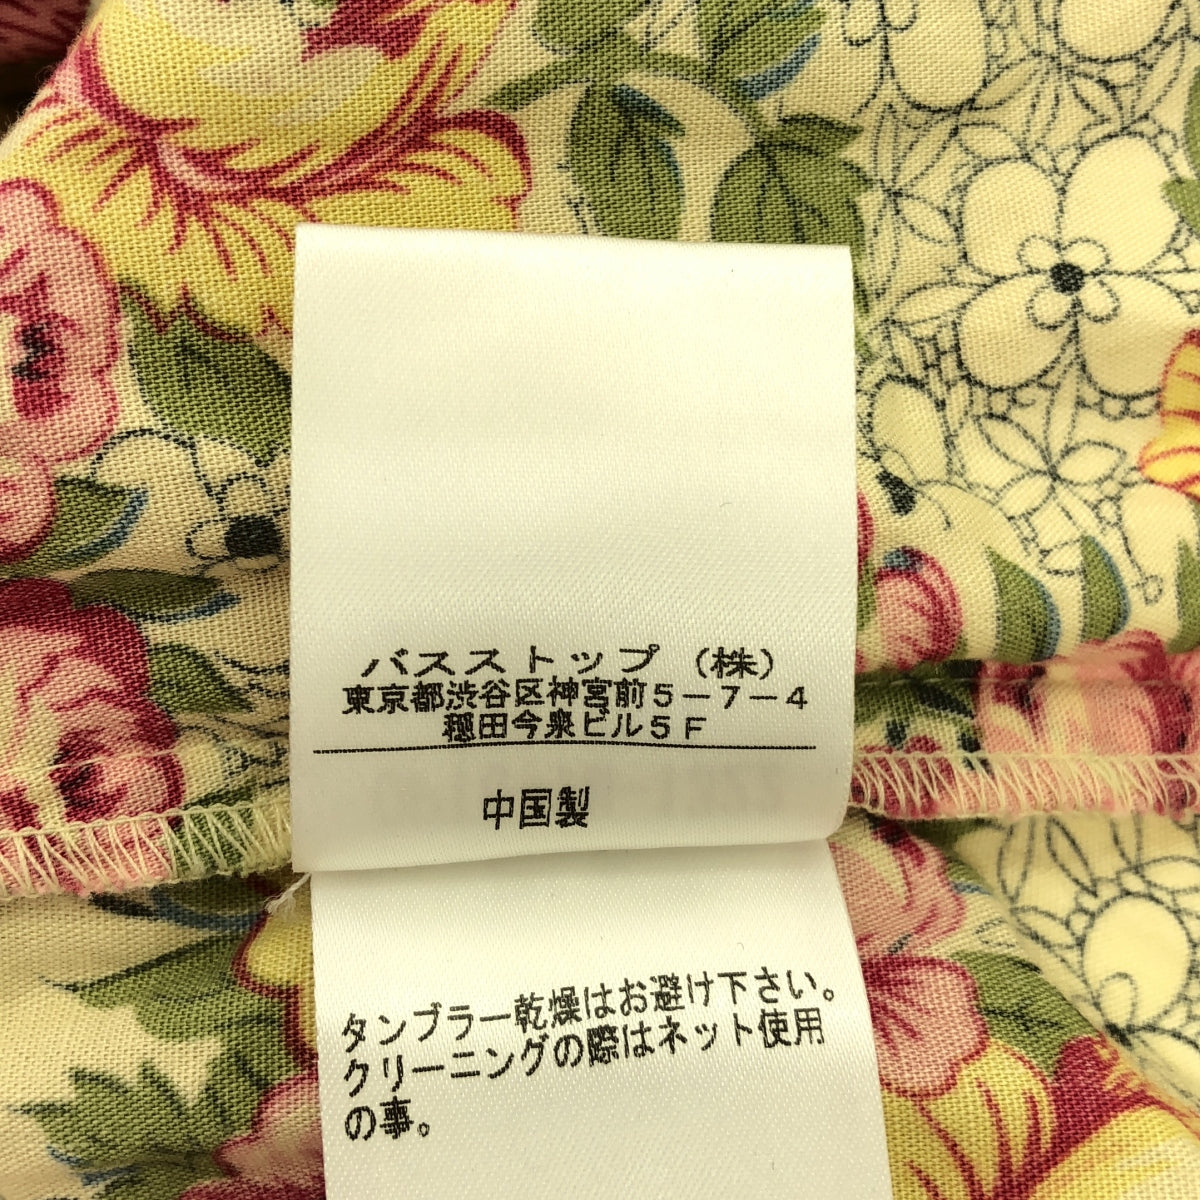 バスストップ (株)
東京都渋谷区神宮前5-7-4
穏田今泉ビル5F
中国製
タンブラー乾燥はお避け下さい。
クリーニングの際はネット使用
の事。